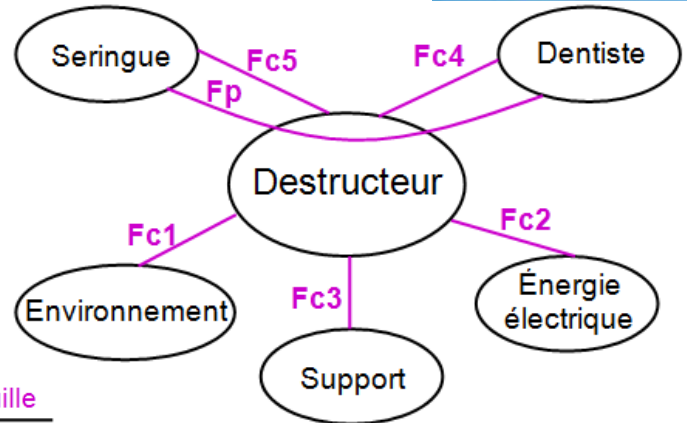 Seringue
Fc5
Fc4
Dentiste
Fp
Destructeur
Fc1
Fc2
Environnement
Fc3
Énergie
électrique
Support
ille